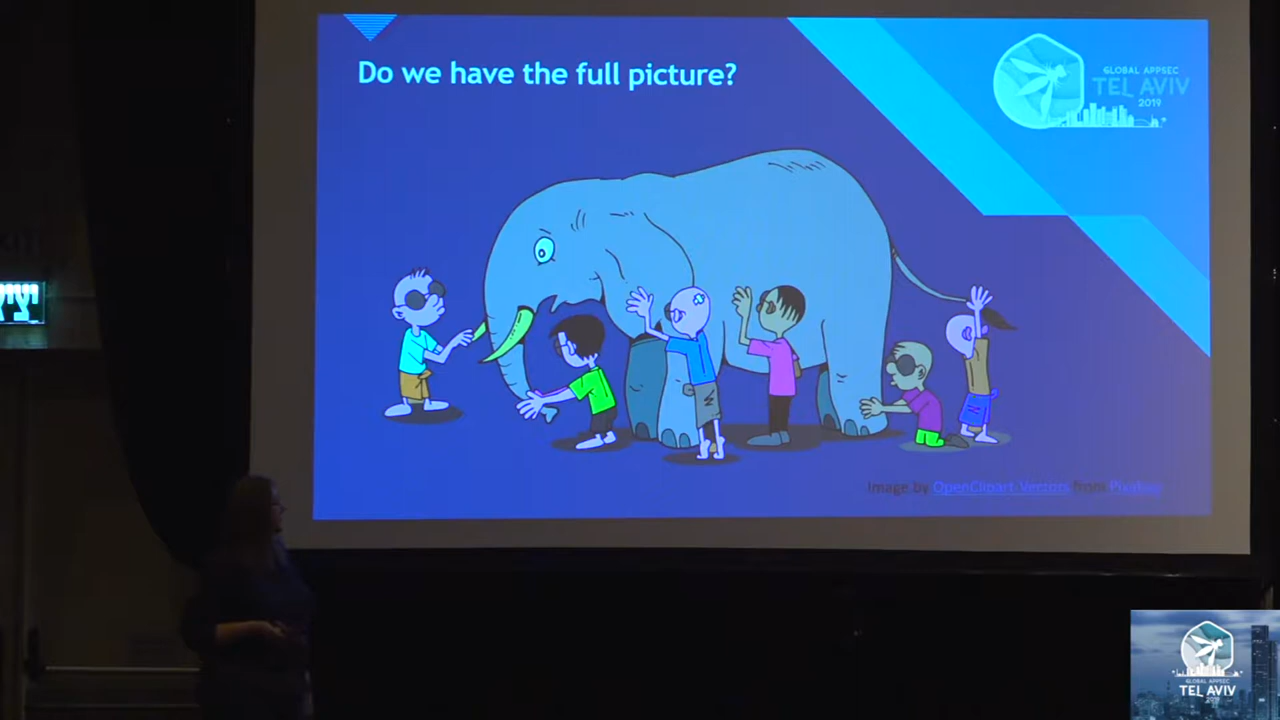 Do we have the full picture?
GLOBAL APPSEC
TEL AVIV
2019
Image by OpenClipart-Vectors from Pixabay
GLOBAL APPSEC
TEL AVIV
2019